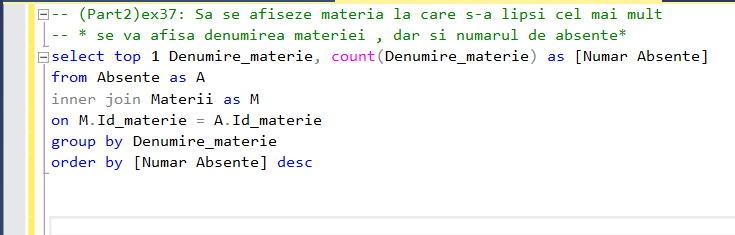 -- (Part2)ex37: Sa se afiseze materia la care s-a lipsi cel mai mult
-- * se va afisa denumirea materiei , dar si numarul de absente*
select top 1 Denumire_materie, count(Denumire_materie) as [Numar Absente]
from Absente as A
inner join Materii as M
on M.Id_materie = A.Id_materie
group by Denumire_materie
order by [Numar Absente] desc